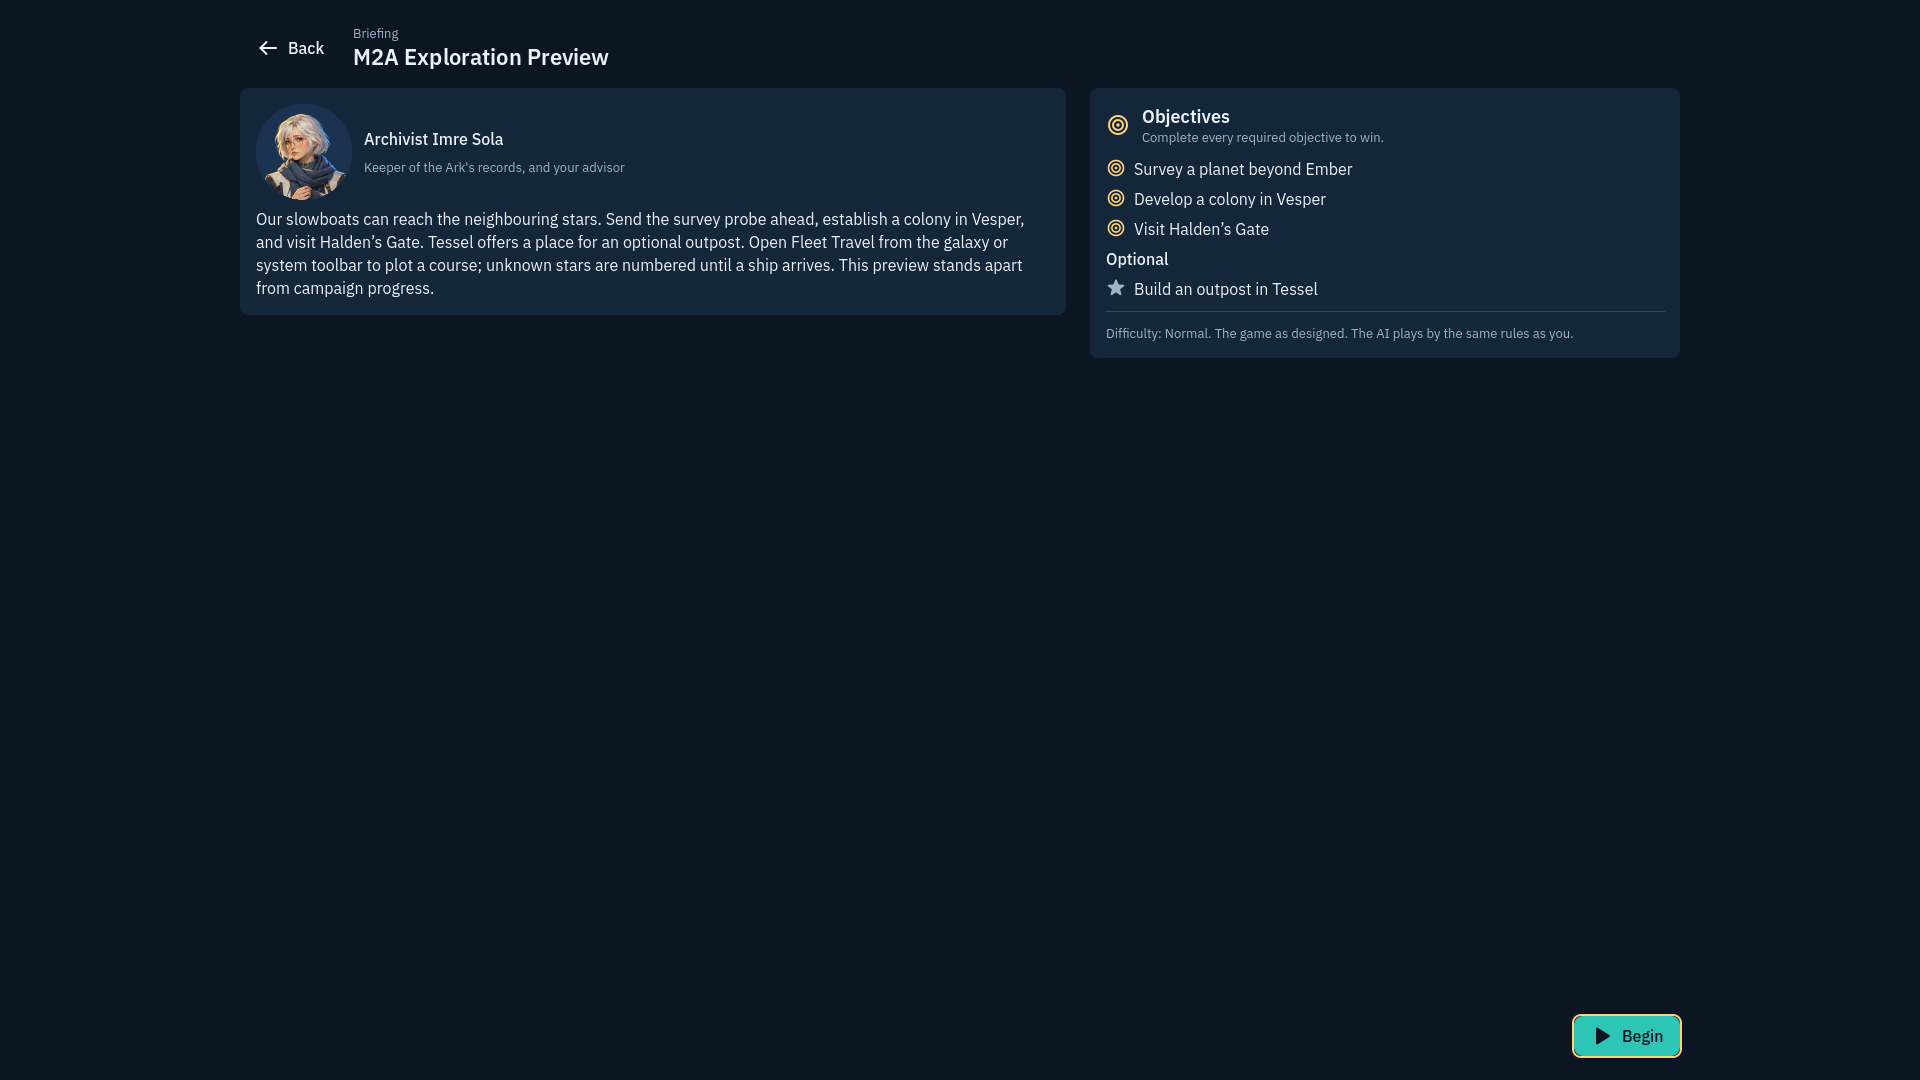 Back
Briefing
M2A Exploration Preview
Archivist Imre Sola
Keeper of the Ark's records, and your advisor
Our slowboats can reach the neighbouring stars. Send the survey probe ahead, establish a colony in Vesper,
and visit Halden’s Gate. Tessel offers a place for an optional outpost. Open Fleet Travel from the galaxy or
system toolbar to plot a course; unknown stars are numbered until a ship arrives. This preview stands apart
from campaign progress.
Objectives
Complete every required objective to win.
Survey a planet beyond Ember
Develop a colony in Vesper
Visit Halden’s Gate
Optional
Build an outpost in Tessel
Difficulty: Normal. The game as designed. The AI plays by the same rules as you.
Begin